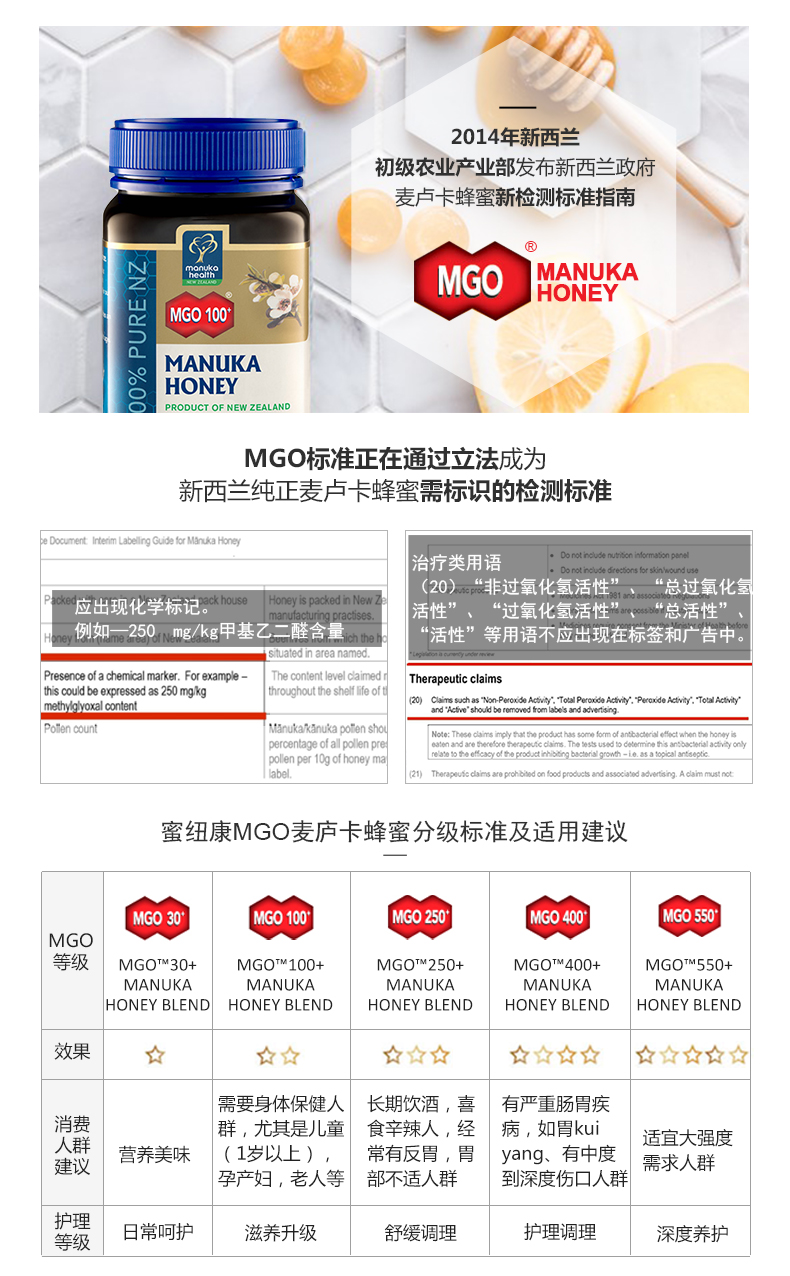 2014年新西兰
初级农业产业部发布新西兰政府
麦卢卡蜂蜜新检测标准指南
MGO
®
MANUKA
HONEY
100% PURE NZ
manuka
health
NEW ZEALAND
MGO 100+
®
MANUKA
HONEY
PRODUCT OF NEW ZEALAND
MGO标准正在通过立法成为
新西兰纯正麦卢卡蜂蜜需标识的检测标准
ce Document: Interim Labelling Guide for Mānuka Honey
应出现化学标记。
例如—250 mg/kg甲基乙二醛含量
Honey is packed in New Ze
manufacturing practises.
situated in area named.
Presence of a chemical marker. For example –
this could be expressed as 250 mg/kg
methylglyoxal content
The content level claimed r
throughout the shelf life of t
Pollen count
Mānuka/kānuka pollen shou
percentage of all pollen pres
pollen per 10g of honey ma
label.
Do not include nutrition information panel
Do not include directions for skin/wound use
治疗类用语
（20）“非过氧化氢活性”、“总过氧化氢
活性”、“过氧化氢活性”、“总活性”、
“活性”等用语不应出现在标签和广告中。
* Legislation is currently under review
Therapeutic claims
(20) Claims such as “Non-Peroxide Activity”, “Total Peroxide Activity”, “Peroxide Activity”, “Total Activity”
and “Active” should be removed from labels and advertising.
Note: These claims imply that the product has some form of antibacterial effect when the honey is
eaten and are therefore therapeutic claims. The tests used to determine this antibacterial activity only
relate to the efficacy of the product inhibiting bacterial growth – i.e. as a topical antiseptic.
(21) Therapeutic claims are prohibited on food products and associated advertising. A claim must not:
蜜纽康MGO麦庐卡蜂蜜分级标准及适用建议
MGO
等级
MGO 30+
MGO™30+
MANUKA
HONEY BLEND
MGO 100+
MGO™100+
MANUKA
HONEY BLEND
MGO 250+
MGO™250+
MANUKA
HONEY BLEND
MGO 400+
MGO™400+
MANUKA
HONEY BLEND
MGO 550+
MGO™550+
MANUKA
HONEY BLEND
效果
消费
人群
建议
营养美味
需要身体保健人
群，尤其是儿童
（1岁以上），
孕产妇，老人等
长期饮酒，喜
食辛辣人，经
常有反胃，胃
部不适人群
有严重肠胃疾
病，如胃kui
yang、有中度
到深度伤口人群
适宜大强度
需求人群
护理
等级
日常呵护
滋养升级
舒缓调理
护理调理
深度养护